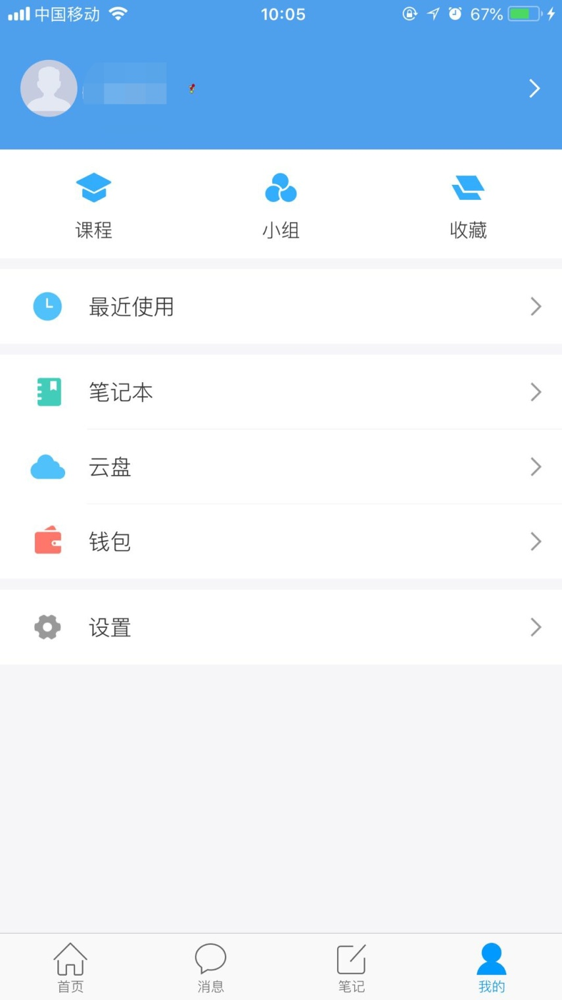 中国移动 10:05 67%
课程 小组 收藏
最近使用
笔记本
云盘
钱包
设置
首页 消息 笔记 我的